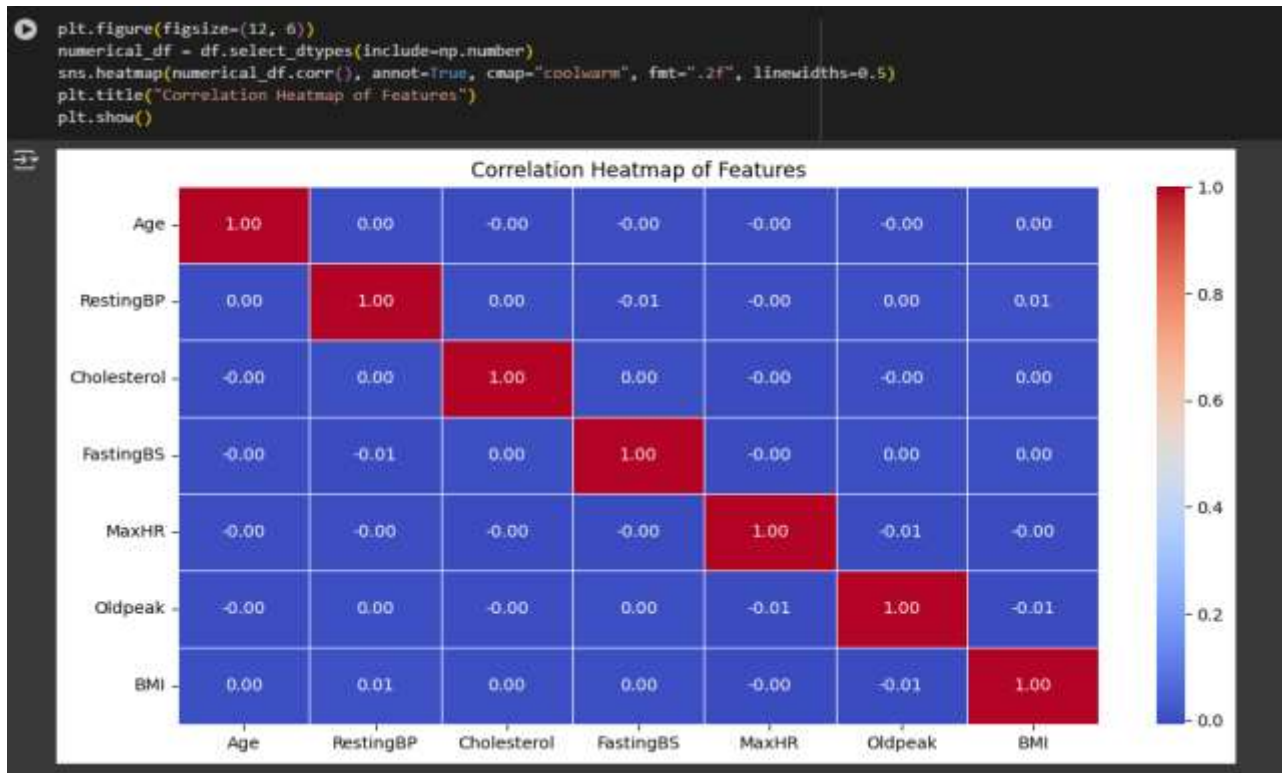 plt.figure(figsize=(12, 6))
numerical_df = df.select_dtypes(include=np.number)
sns.heatmap(numerical_df.corr(), annot=True, cmap="coolwarm", fmt=".2f", linewidths=0.5)
plt.title("Correlation Heatmap of Features")
plt.show()
Correlation Heatmap of Features
Age 1.00 0.00 -0.00 -0.00 -0.00 -0.00 0.00
RestingBP 0.00 1.00 0.00 -0.01 -0.00 0.00 0.01
Cholesterol -0.00 0.00 1.00 0.00 -0.00 -0.00 0.00
FastingBS -0.00 -0.01 0.00 1.00 -0.00 0.00 0.00
MaxHR -0.00 -0.00 -0.00 -0.00 1.00 -0.01 -0.00
Oldpeak -0.00 0.00 -0.00 0.00 -0.01 1.00 -0.01
BMI 0.00 0.01 0.00 0.00 -0.00 -0.01 1.00
Age RestingBP Cholesterol FastingBS MaxHR Oldpeak BMI
1.0
0.8
0.6
0.4
0.2
0.0